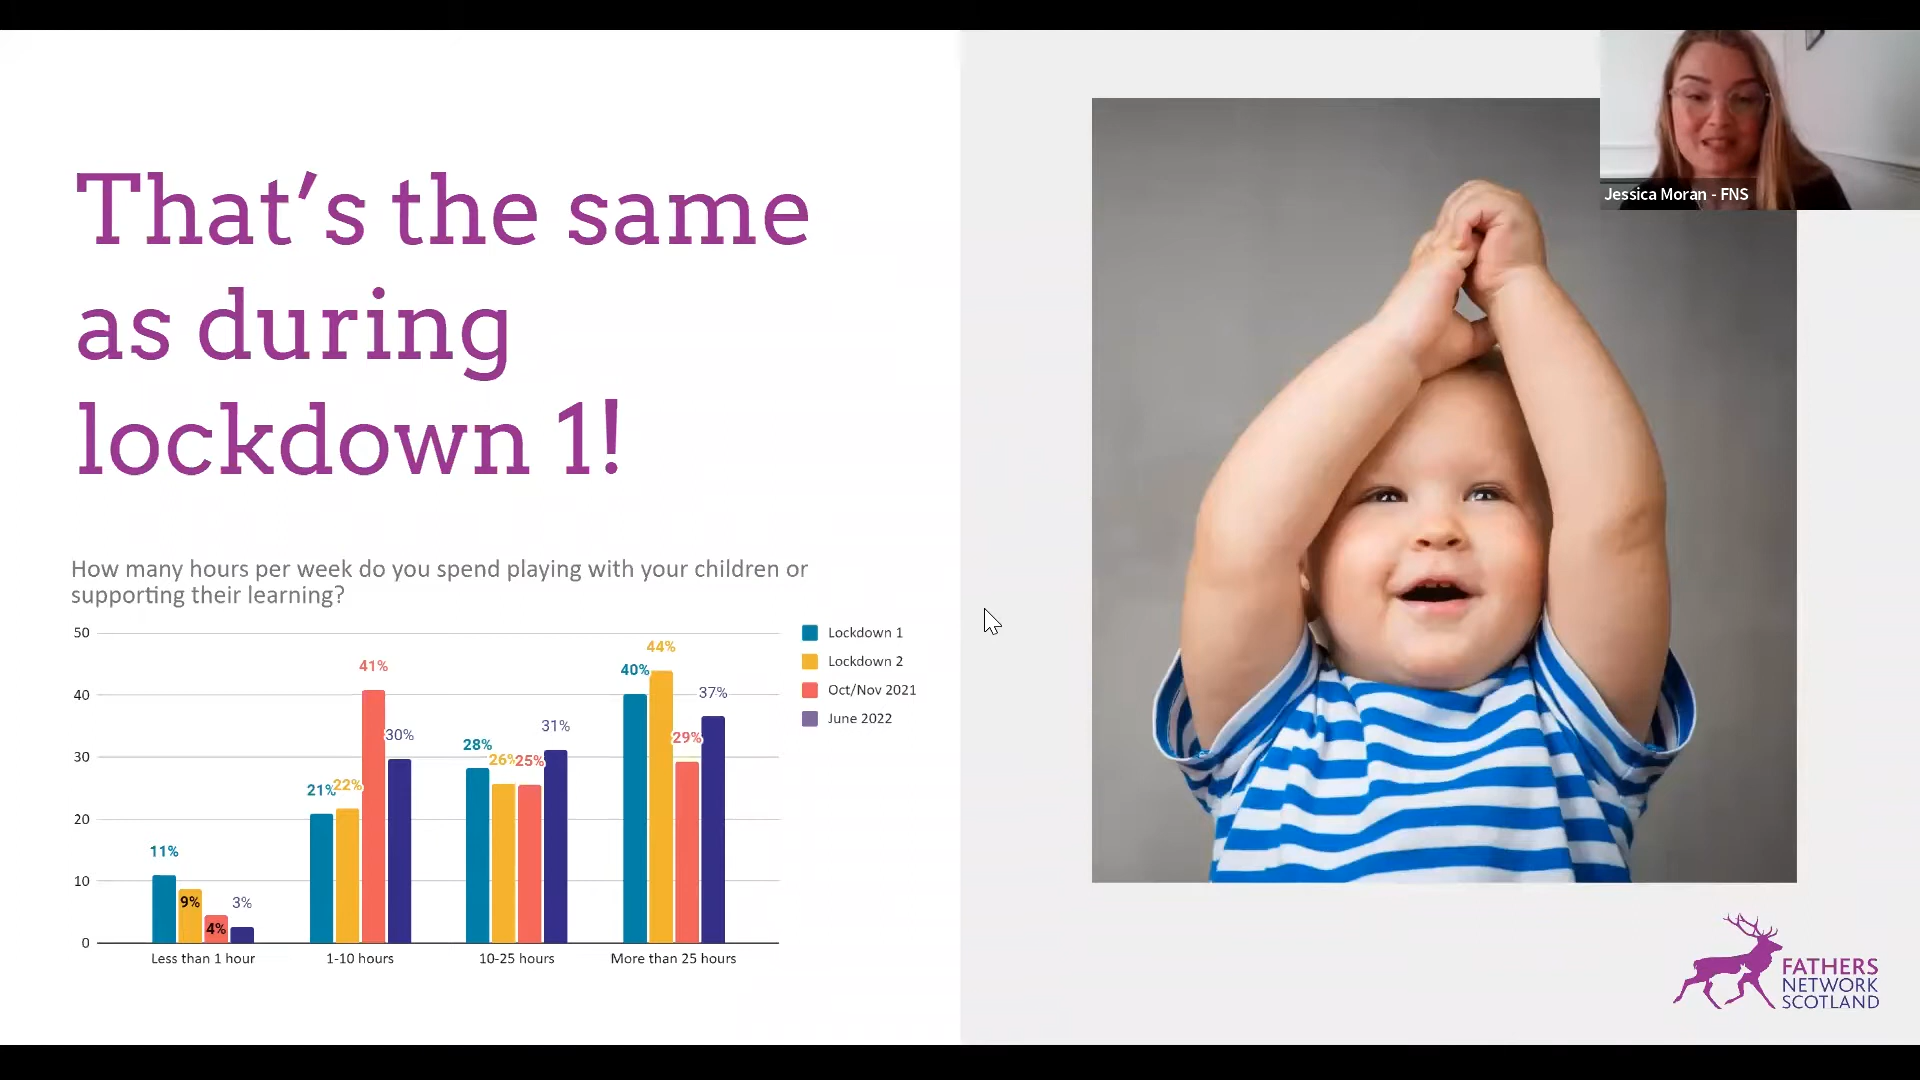 That's the same
as during
lockdown 1!
How many hours per week do you spend playing with your children or
supporting their learning?
50
40
30
20
10
0
11%
9%
4%
3%
21%
22%
41%
30%
28%
26%
25%
31%
40%
44%
29%
37%
Less than 1 hour
1-10 hours
10-25 hours
More than 25 hours
Lockdown 1
Lockdown 2
Oct/Nov 2021
June 2022
Jessica Moran - FNS
FATHERS
NETWORK
SCOTLAND